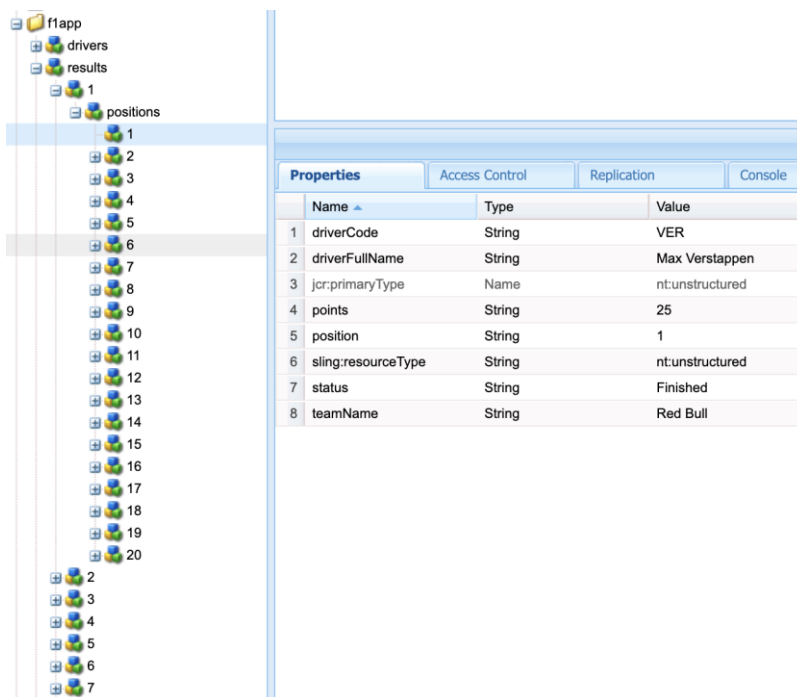 f1app
drivers
results
1
positions
1
2
3
4
5
6
7
8
9
10
11
12
13
14
15
16
17
18
19
20
2
3
4
5
6
7
Properties Access Control Replication Console
Name Type Value
1 driverCode String VER
2 driverFullName String Max Verstappen
3 jcr:primaryType Name nt:unstructured
4 points String 25
5 position String 1
6 sling:resourceType String nt:unstructured
7 status String Finished
8 teamName String Red Bull